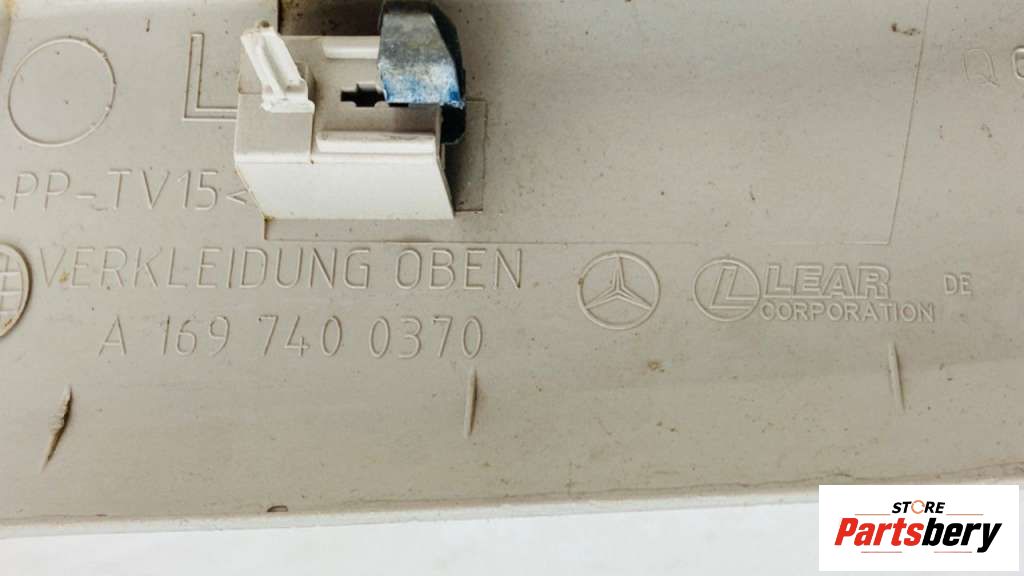 L
PP-TV15<
VERKLEIDUNG OBEN
LEAR
CORPORATION
DE
A 169 740 0370
STORE
Partsbery